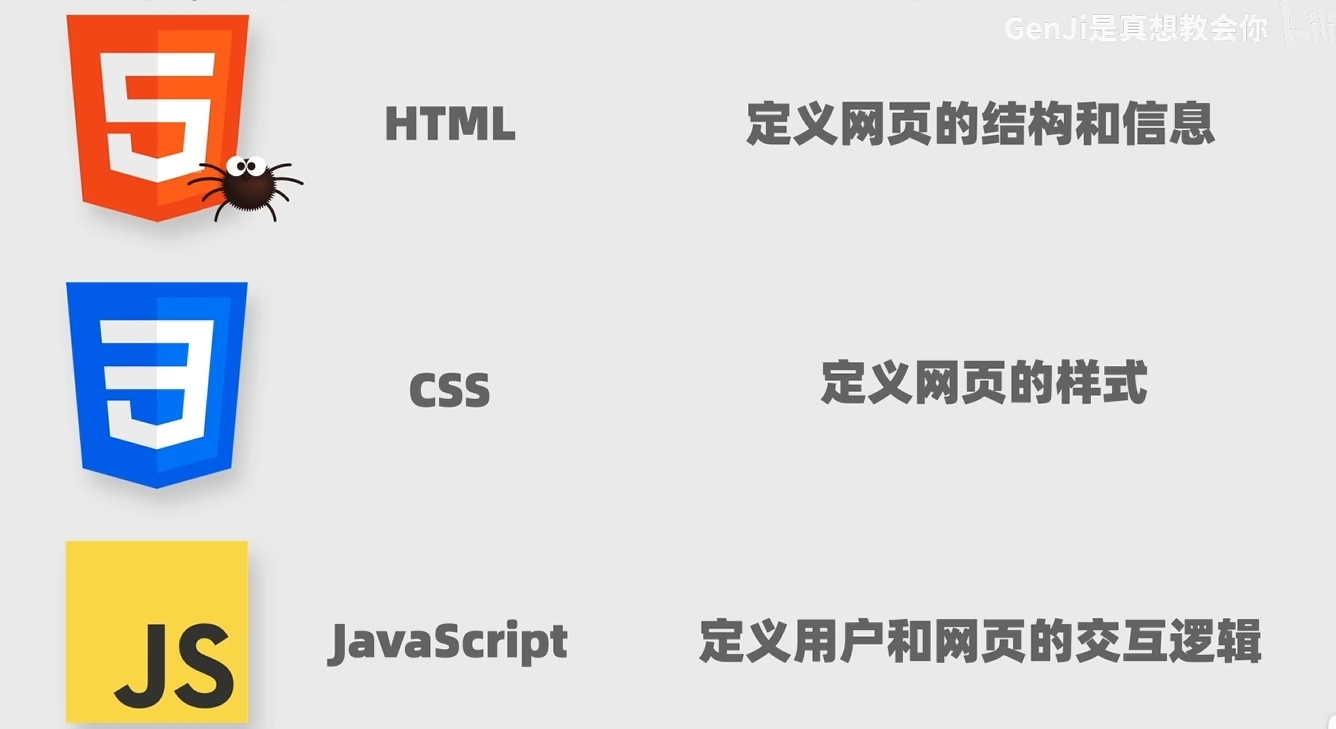 GenJi是真想教会你 bili
5
HTML
定义网页的结构和信息
3
CSS
定义网页的样式
JS
JavaScript
定义用户和网页的交互逻辑